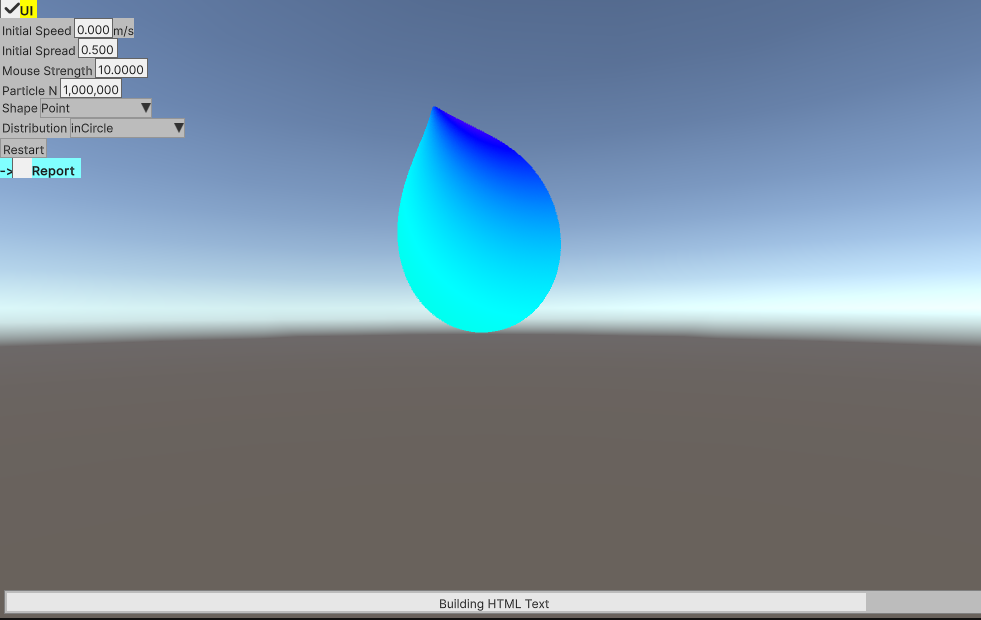 UI
Initial Speed 0.000 m/s
Initial Spread 0.500
Mouse Strength 10.0000
Particle N 1,000,000
Shape Point
Distribution inCircle
Restart
-> Report
Building HTML Text